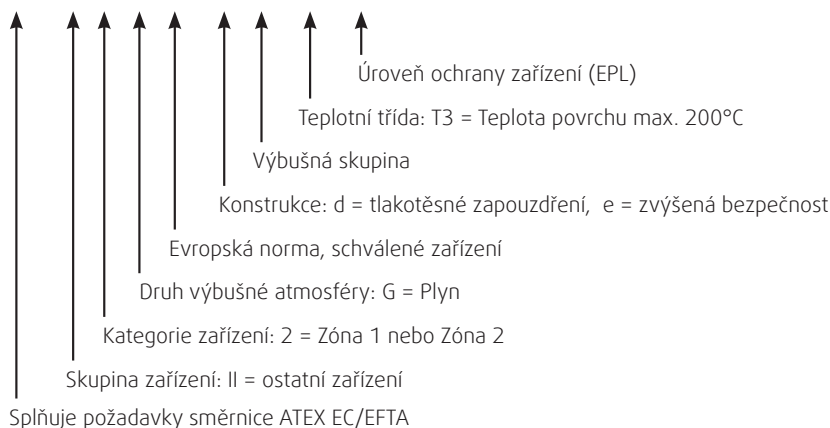 Úroveň ochrany zařízení (EPL)
Teplotní třída: T3 = Teplota povrchu max. 200°C
Výbušná skupina
Konstrukce: d = tlakotěsné zapouzdření, e = zvýšená bezpečnost
Evropská norma, schválené zařízení
Druh výbušné atmosféry: G = Plyn
Kategorie zařízení: 2 = Zóna 1 nebo Zóna 2
Skupina zařízení: II = ostatní zařízení
Splňuje požadavky směrnice ATEX EC/EFTA